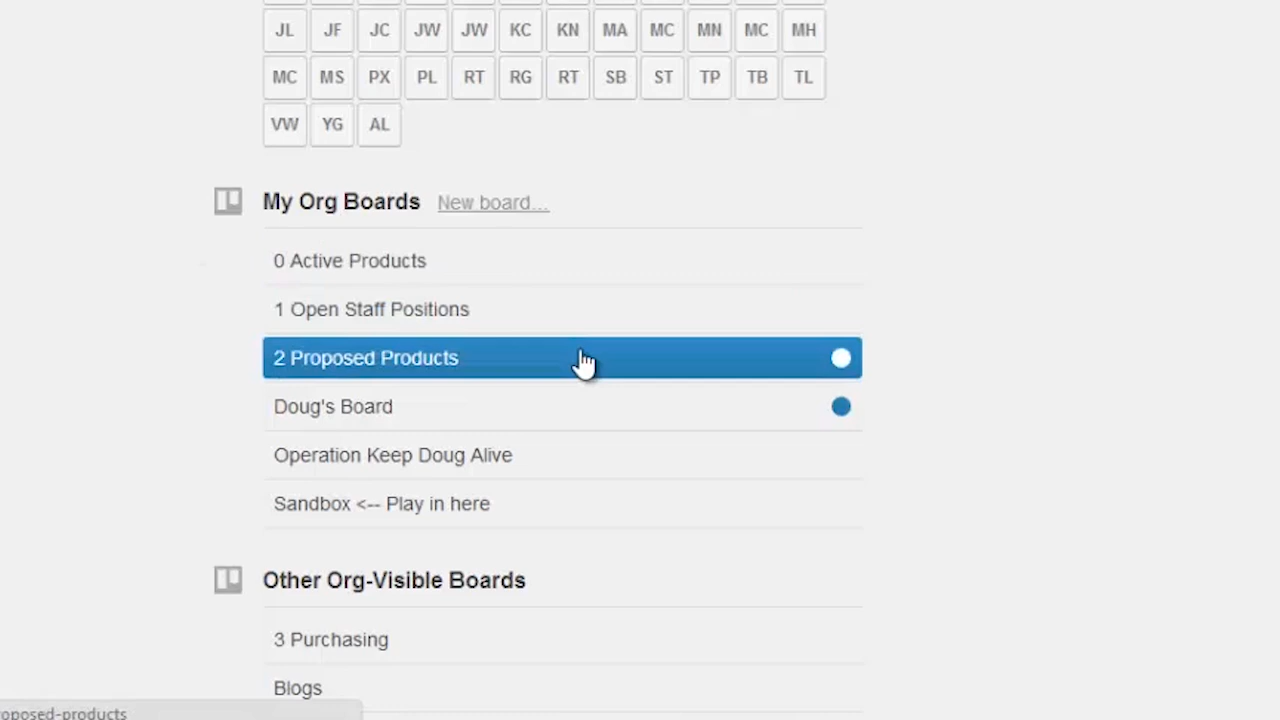 JL JF JC JW JW KC KN MA MC MN MC MH
MC MS PX PL RT RG RT SB ST TP TB TL
VW YG AL
My Org Boards New board...
0 Active Products
1 Open Staff Positions
2 Proposed Products
Doug's Board
Operation Keep Doug Alive
Sandbox <-- Play in here
Other Org-Visible Boards
3 Purchasing
Blogs
roposed-products